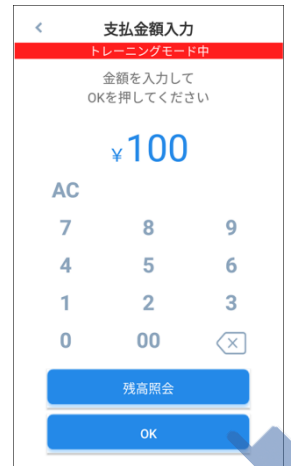 支払金額入力
トレーニングモード中
金額を入力して
OKを押してください
¥100
AC
7 8 9
4 5 6
1 2 3
0 00
残高照会
OK